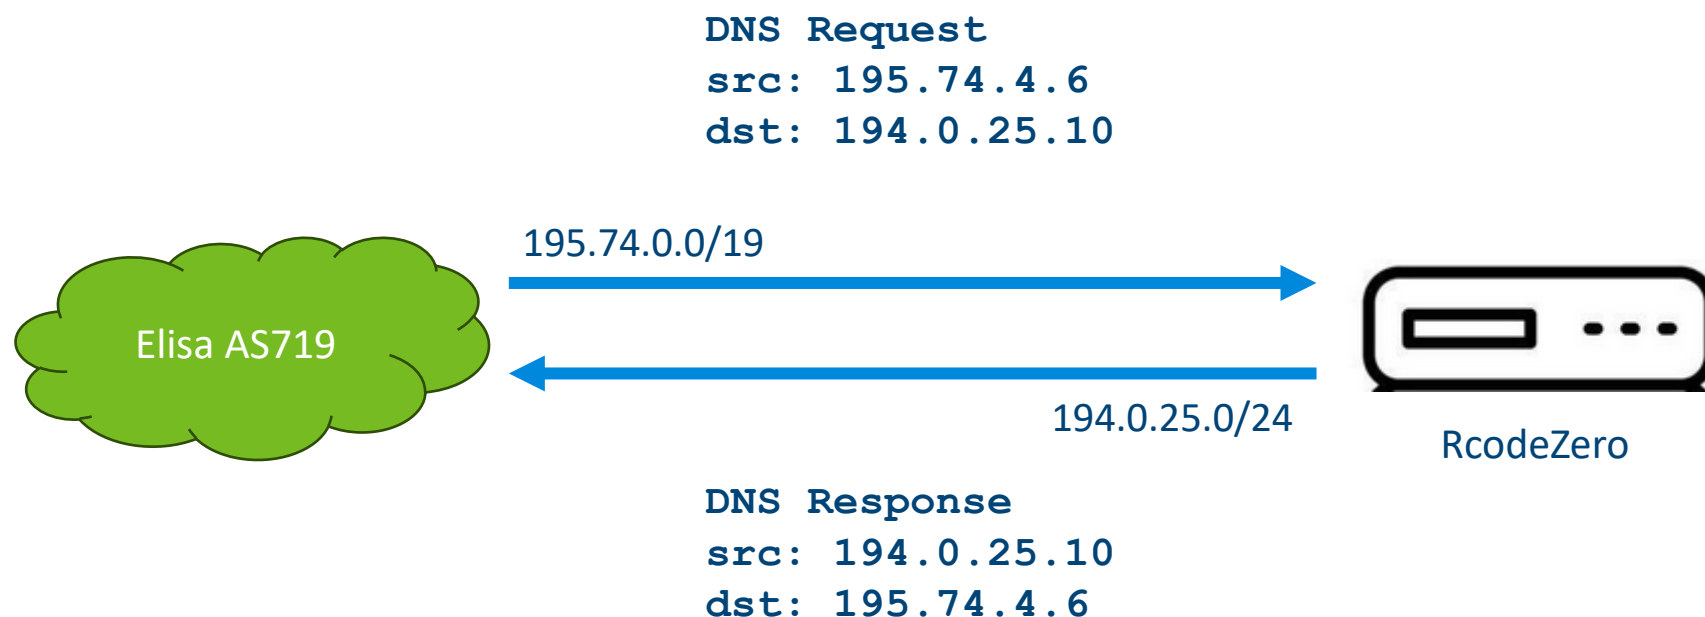 DNS Request
src: 195.74.4.6
dst: 194.0.25.10
195.74.0.0/19
Elisa AS719
194.0.25.0/24
RcodeZero
DNS Response
src: 194.0.25.10
dst: 195.74.4.6